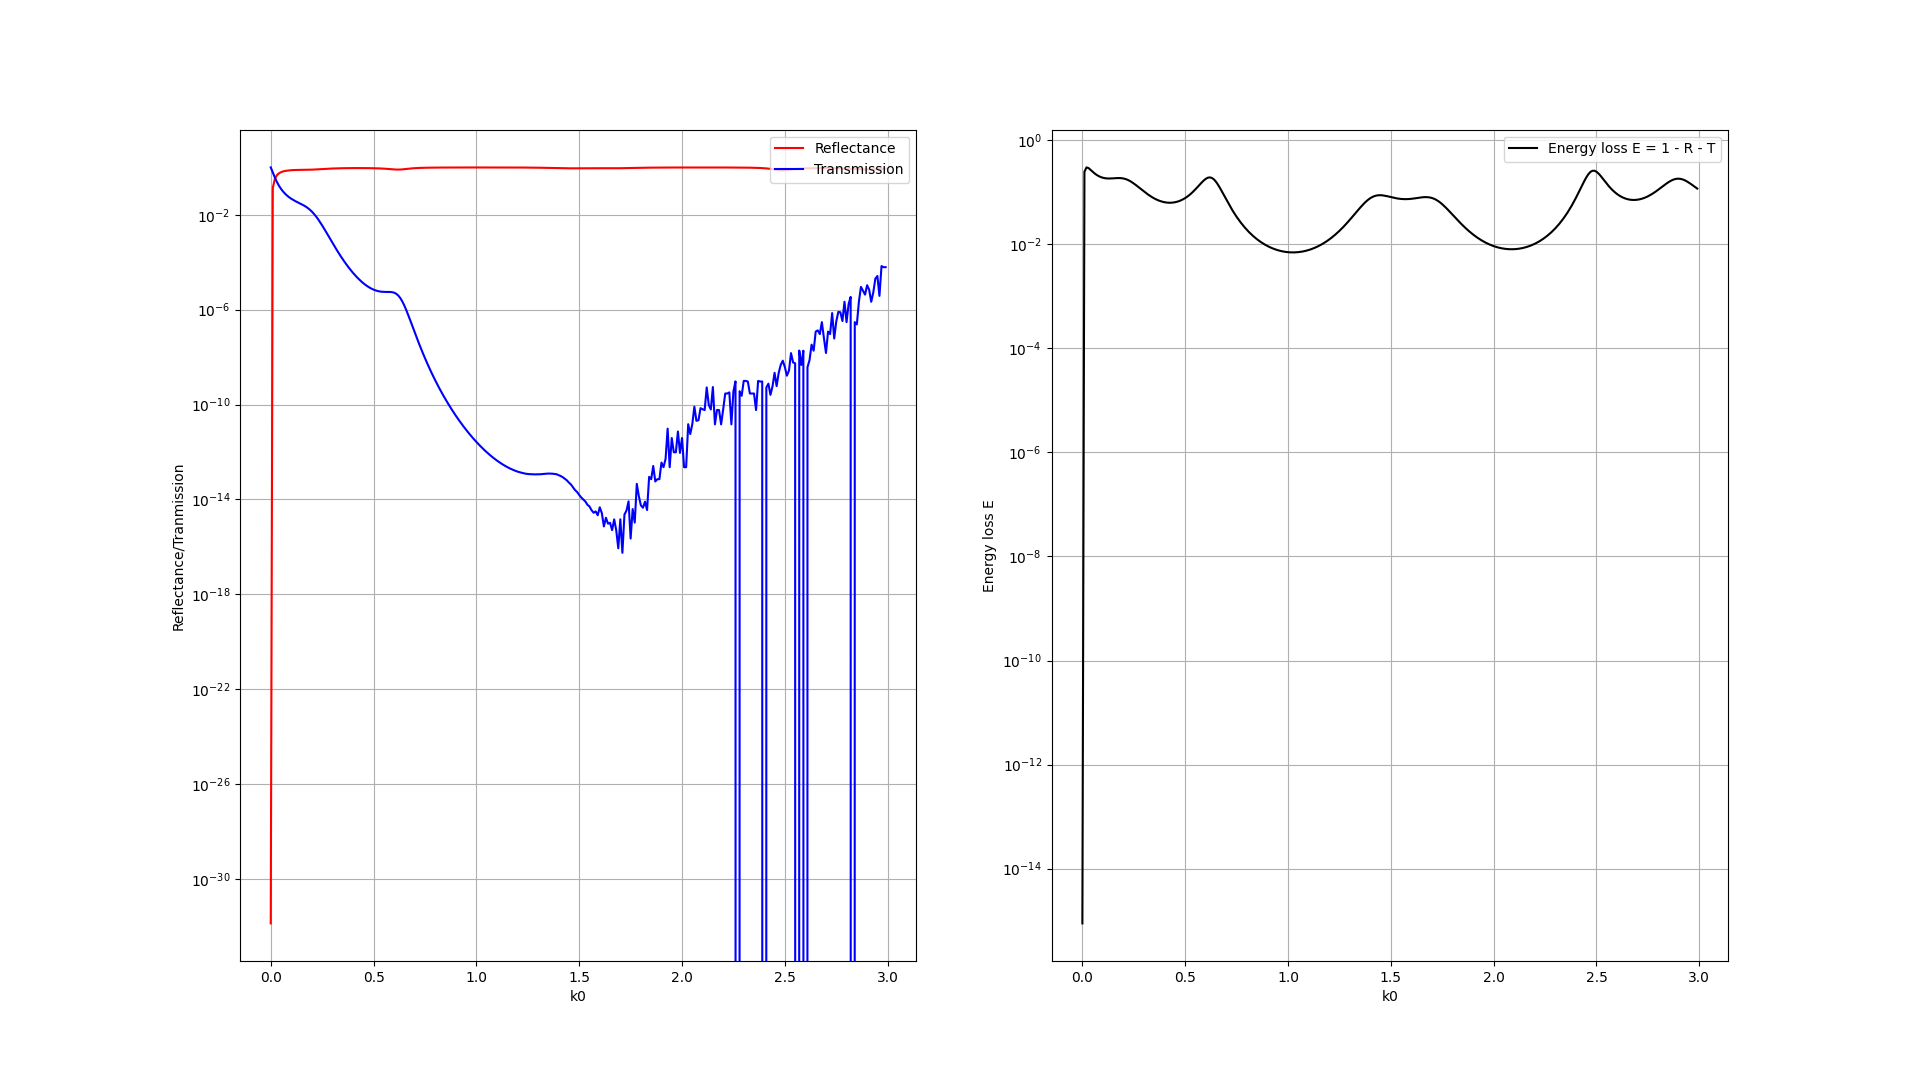 Reflectance
Transmission
10⁻²
10⁻⁶
10⁻¹⁰
10⁻¹⁴
10⁻¹⁸
10⁻²²
10⁻²⁶
10⁻³⁰
Reflectance/Tranmission
0.0 0.5 1.0 1.5 2.0 2.5 3.0
k0
Energy loss E = 1 - R - T
10⁰
10⁻²
10⁻⁴
10⁻⁶
10⁻⁸
10⁻¹⁰
10⁻¹²
10⁻¹⁴
Energy loss E
0.0 0.5 1.0 1.5 2.0 2.5 3.0
k0